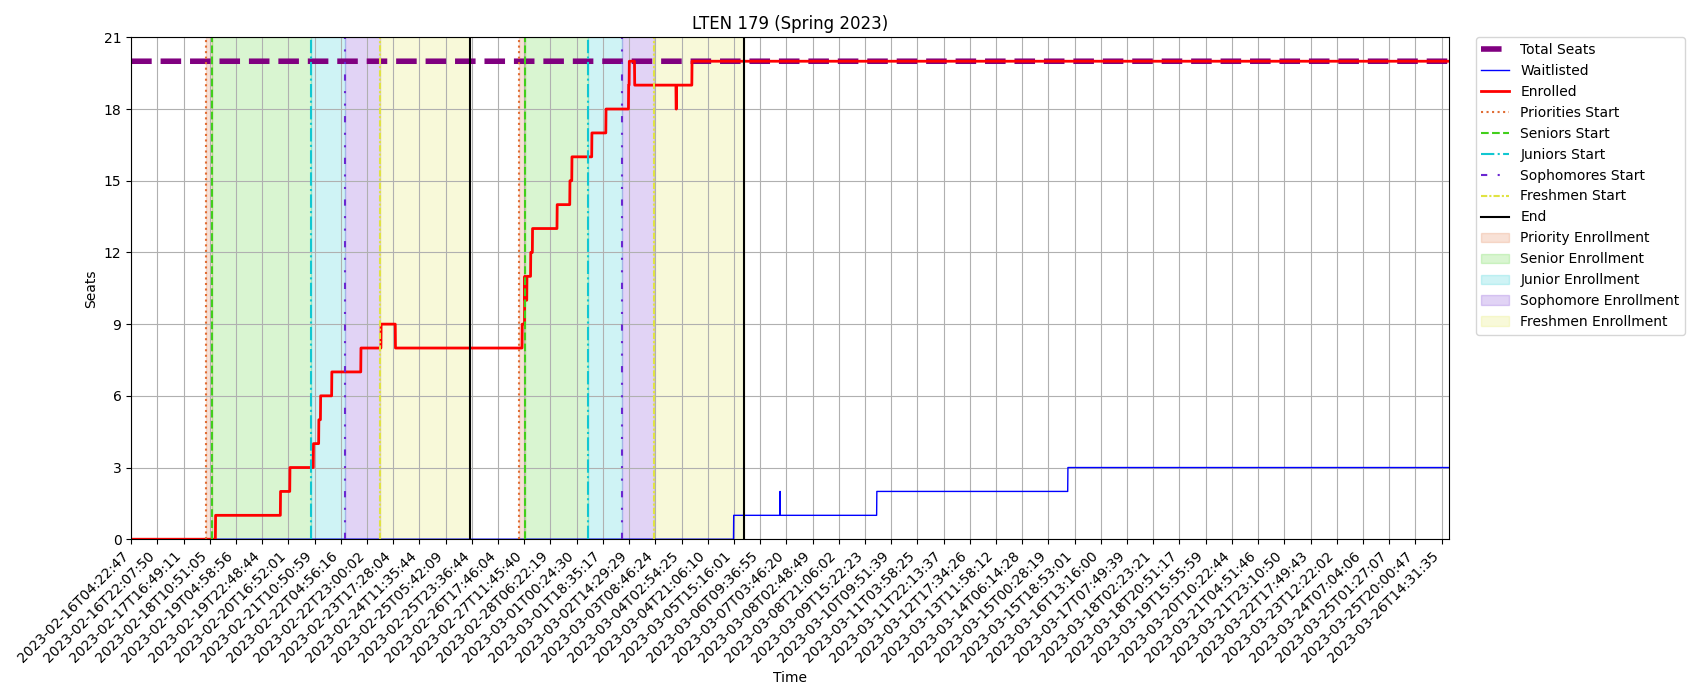 LTEN 179 (Spring 2023)
Seats
21
18
15
12
9
6
3
0
2023-02-16T04:22:47
2023-02-16T22:07:50
2023-02-17T16:49:11
2023-02-18T10:51:05
2023-02-19T04:58:56
2023-02-19T22:48:44
2023-02-20T16:52:01
2023-02-21T10:50:59
2023-02-22T04:56:16
2023-02-22T23:00:02
2023-02-23T17:28:04
2023-02-24T11:35:44
2023-02-25T05:42:09
2023-02-25T23:36:44
2023-02-26T17:46:04
2023-02-27T11:45:40
2023-02-28T06:22:19
2023-03-01T00:24:30
2023-03-01T18:35:17
2023-03-02T14:29:29
2023-03-03T08:46:24
2023-03-04T02:54:25
2023-03-04T21:06:10
2023-03-05T15:16:01
2023-03-06T09:36:55
2023-03-07T03:46:20
2023-03-08T02:48:49
2023-03-08T21:06:02
2023-03-09T15:22:23
2023-03-10T09:51:39
2023-03-11T03:58:25
2023-03-11T22:13:37
2023-03-12T17:34:26
2023-03-13T11:58:12
2023-03-14T06:14:28
2023-03-15T00:28:19
2023-03-15T18:53:01
2023-03-16T13:16:00
2023-03-17T07:49:39
2023-03-18T02:23:21
2023-03-18T20:51:17
2023-03-19T15:55:59
2023-03-20T10:22:44
2023-03-21T04:51:46
2023-03-21T23:10:50
2023-03-22T17:49:43
2023-03-23T12:22:02
2023-03-24T07:04:06
2023-03-25T01:27:07
2023-03-25T20:00:47
2023-03-26T14:31:35
Time
Total Seats
Waitlisted
Enrolled
Priorities Start
Seniors Start
Juniors Start
Sophomores Start
Freshmen Start
End
Priority Enrollment
Senior Enrollment
Junior Enrollment
Sophomore Enrollment
Freshmen Enrollment